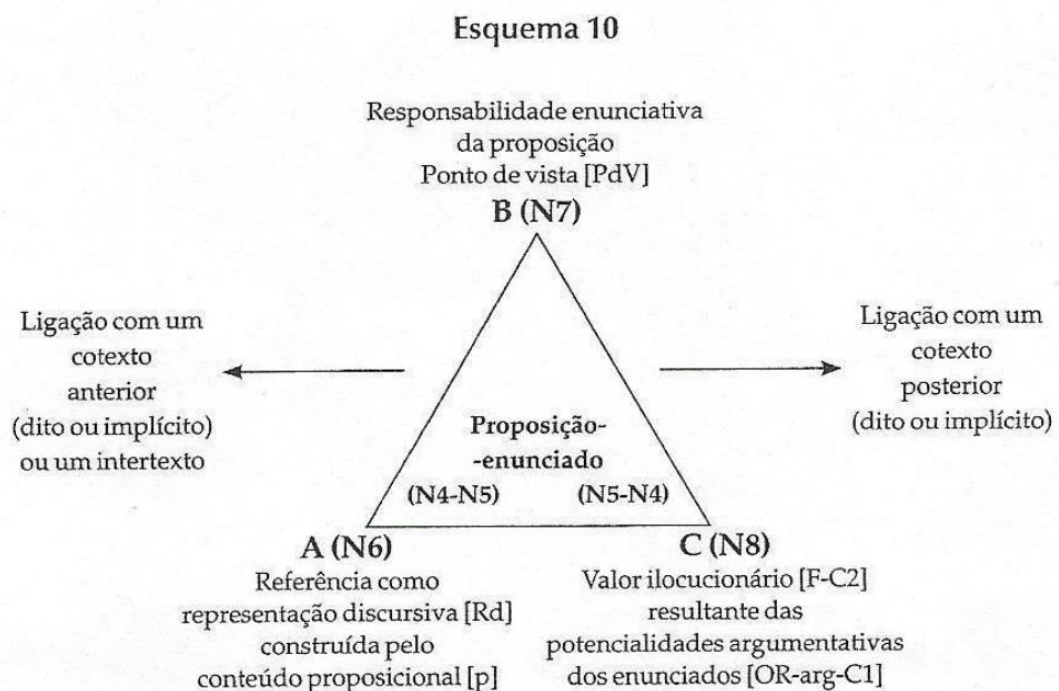 Esquema 10
Responsabilidade enunciativa
da proposição
Ponto de vista [PdV]
B (N7)
Ligação com um
cotexto
anterior
(dito ou implícito)
ou um intertexto
Ligação com um
cotexto
posterior
(dito ou implícito)
Proposição-
-enunciado
(N4-N5) (N5-N4)
A (N6)
Referência como
representação discursiva [Rd]
construída pelo
conteúdo proposicional [p]
C (N8)
Valor ilocucionário [F-C2]
resultante das
potencialidades argumentativas
dos enunciados [OR-arg-C1]